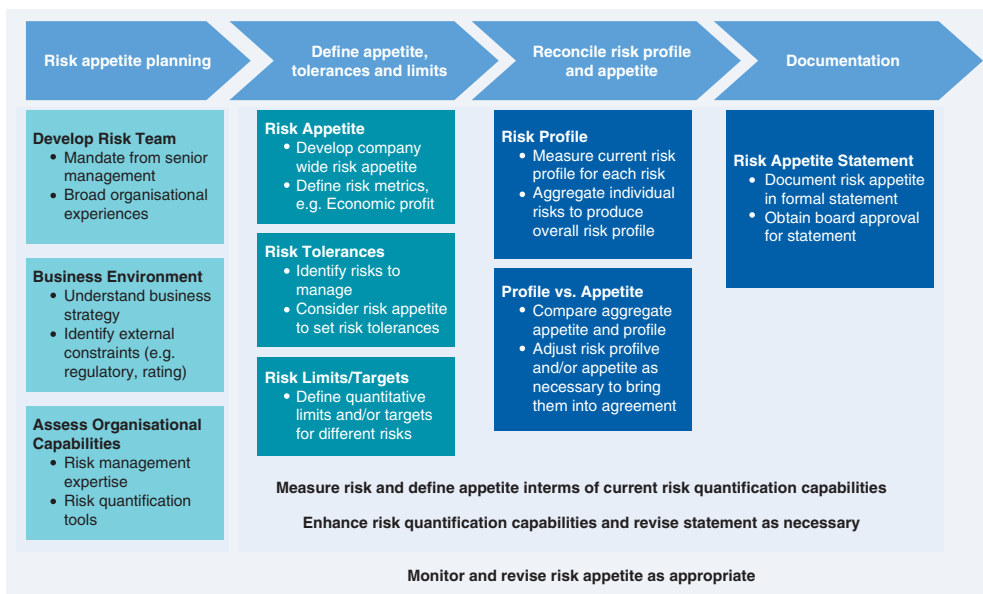 Risk appetite planning
Define appetite,
tolerances and limits
Reconcile risk profile
and appetite
Documentation
Develop Risk Team
• Mandate from senior
management
• Broad organisational
experiences
Business Environment
• Understand business
strategy
• Identify external
constraints (e.g.
regulatory, rating)
Assess Organisational
Capabilities
• Risk management
expertise
• Risk quantification
tools
Risk Appetite
• Develop company
wide risk appetite
• Define risk metrics,
e.g. Economic profit
Risk Tolerances
• Identify risks to
manage
• Consider risk appetite
to set risk tolerances
Risk Limits/Targets
• Define quantitative
limits and/or targets
for different risks
Risk Profile
• Measure current risk
profile for each risk
• Aggregate individual
risks to produce
overall risk profile
Profile vs. Appetite
• Compare aggregate
appetite and profile
• Adjust risk profilve
and/or appetite as
necessary to bring
them into agreement
Risk Appetite Statement
• Document risk appetite
in formal statement
• Obtain board approval
for statement
Measure risk and define appetite interms of current risk quantification capabilities
Enhance risk quantification capabilities and revise statement as necessary
Monitor and revise risk appetite as appropriate